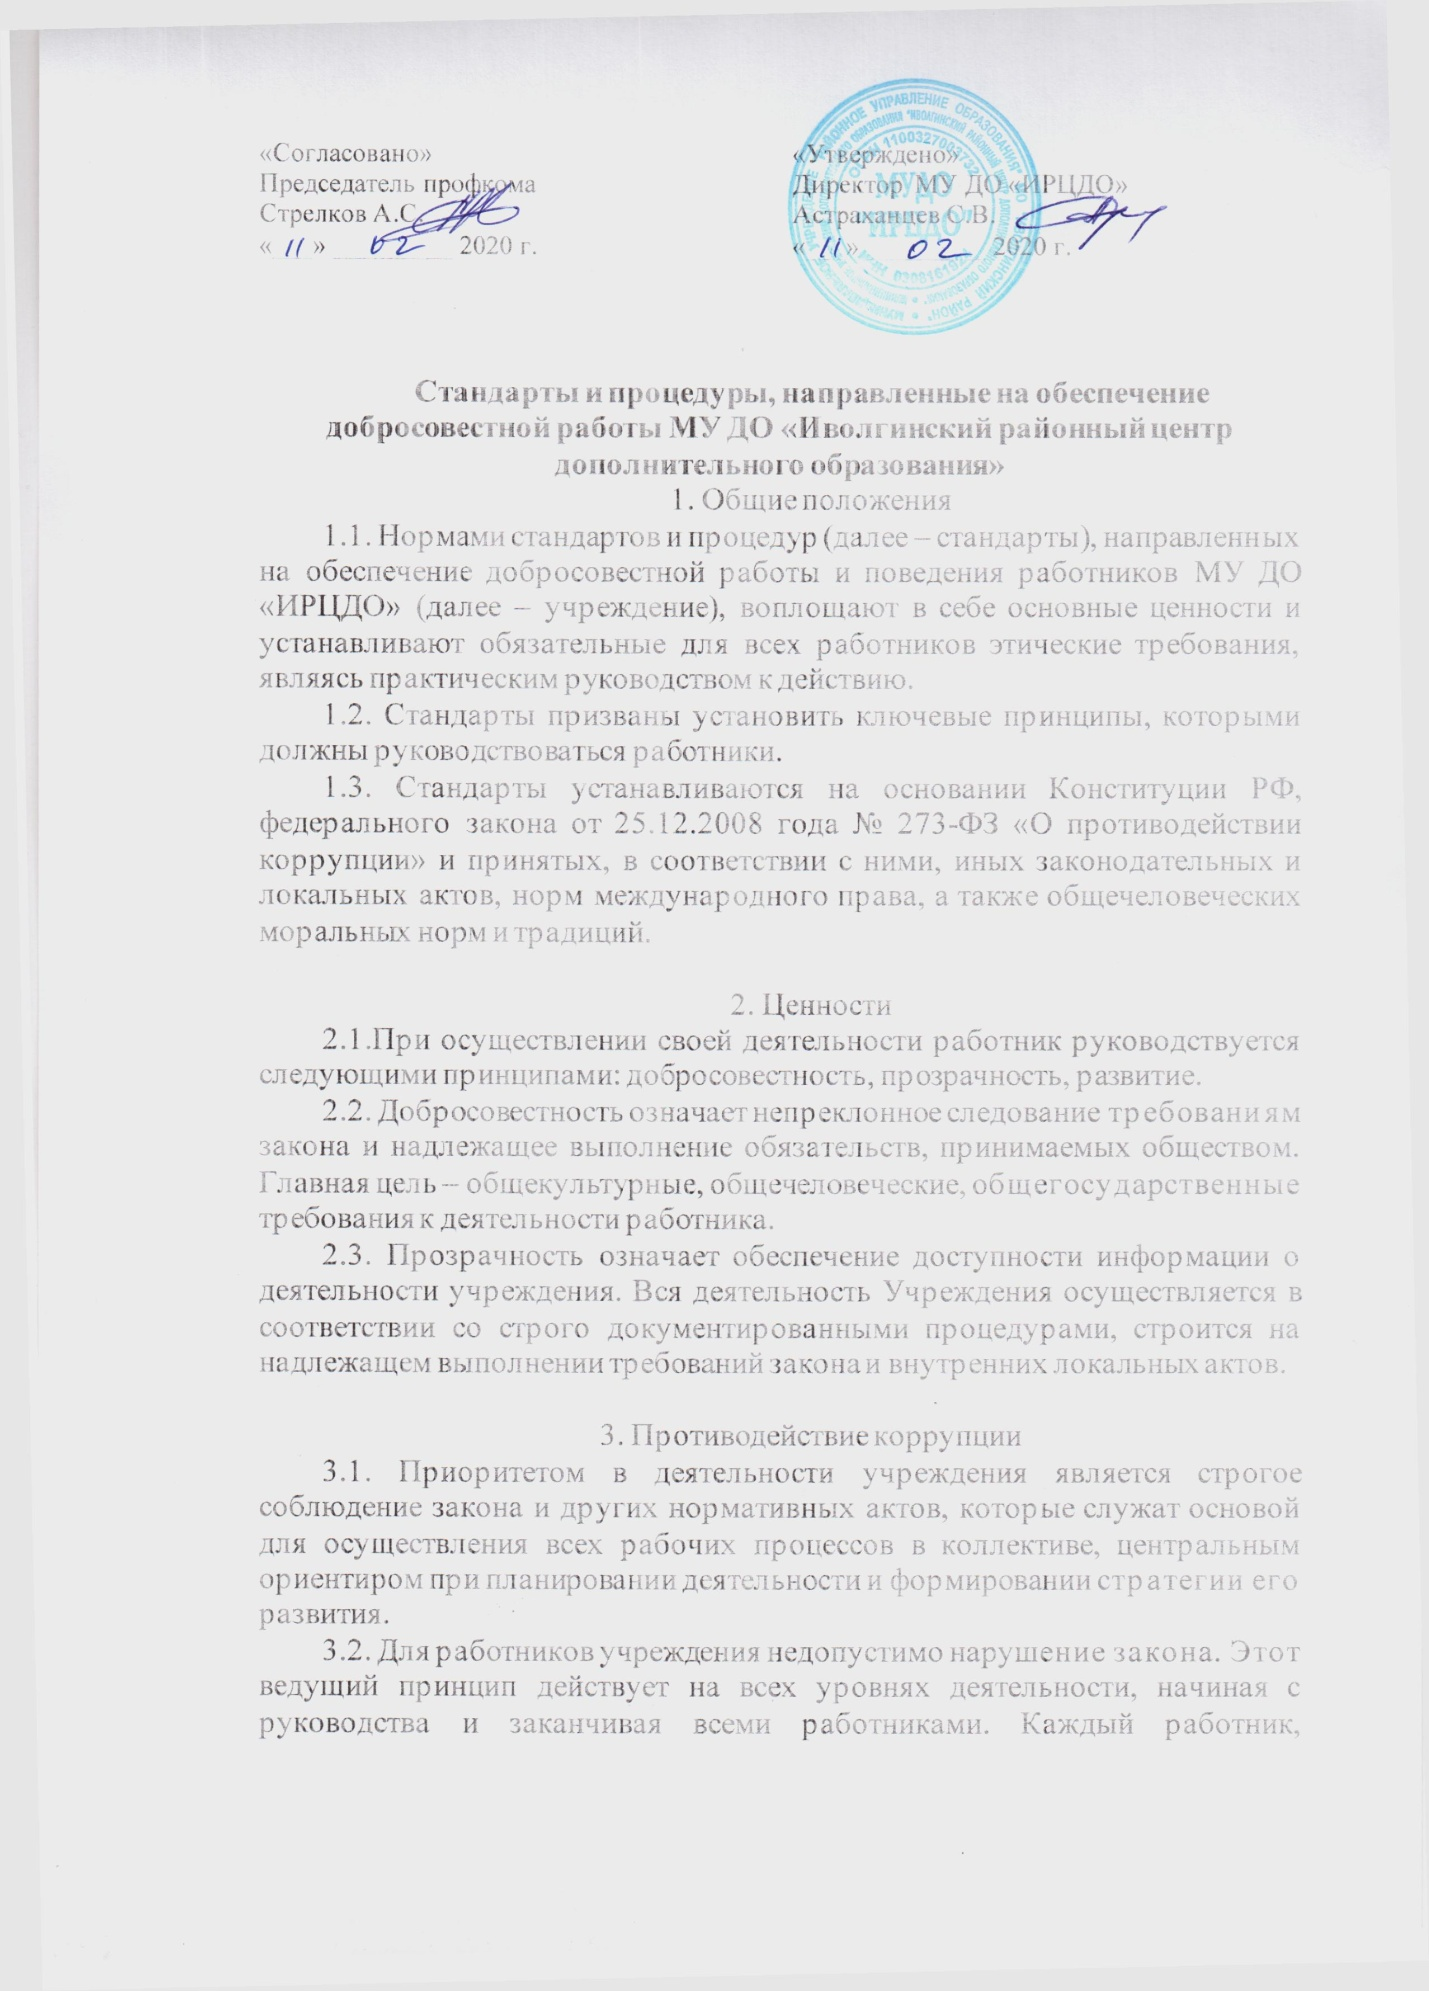 «Согласовано»
Председатель профкома
Стрелков А.С.
« 11 » 02 2020 г.
«Утверждено»
Директор МУ ДО «ИРЦДО»
Астраханцев С.В.
« 11 » 02 2020 г.
МУДО
"ИРЦДО"
Стандарты и процедуры, направленные на обеспечение
добросовестной работы МУ ДО «Иволгинский районный центр
дополнительного образования»
1. Общие положения
1.1. Нормами стандартов и процедур (далее – стандарты), направленных
на обеспечение добросовестной работы и поведения работников МУ ДО
«ИРЦДО» (далее – учреждение), воплощают в себе основные ценности и
устанавливают обязательные для всех работников этические требования,
являясь практическим руководством к действию.
1.2. Стандарты призваны установить ключевые принципы, которыми
должны руководствоваться работники.
1.3. Стандарты устанавливаются на основании Конституции РФ,
федерального закона от 25.12.2008 года № 273-ФЗ «О противодействии
коррупции» и принятых, в соответствии с ними, иных законодательных и
локальных актов, норм международного права, а также общечеловеческих
моральных норм и традиций.
2. Ценности
2.1.При осуществлении своей деятельности работник руководствуется
следующими принципами: добросовестность, прозрачность, развитие.
2.2. Добросовестность означает непреклонное следование требованиям
закона и надлежащее выполнение обязательств, принимаемых обществом.
Главная цель – общекультурные, общечеловеческие, общегосударственные
требования к деятельности работника.
2.3. Прозрачность означает обеспечение доступности информации о
деятельности учреждения. Вся деятельность Учреждения осуществляется в
соответствии со строго документированными процедурами, строится на
надлежащем выполнении требований закона и внутренних локальных актов.
3. Противодействие коррупции
3.1. Приоритетом в деятельности учреждения является строгое
соблюдение закона и других нормативных актов, которые служат основой
для осуществления всех рабочих процессов в коллективе, центральным
ориентиром при планировании деятельности и формировании стратегии его
развития.
3.2. Для работников учреждения недопустимо нарушение закона. Этот
ведущий принцип действует на всех уровнях деятельности, начиная с
руководства и заканчивая всеми работниками. Каждый работник,